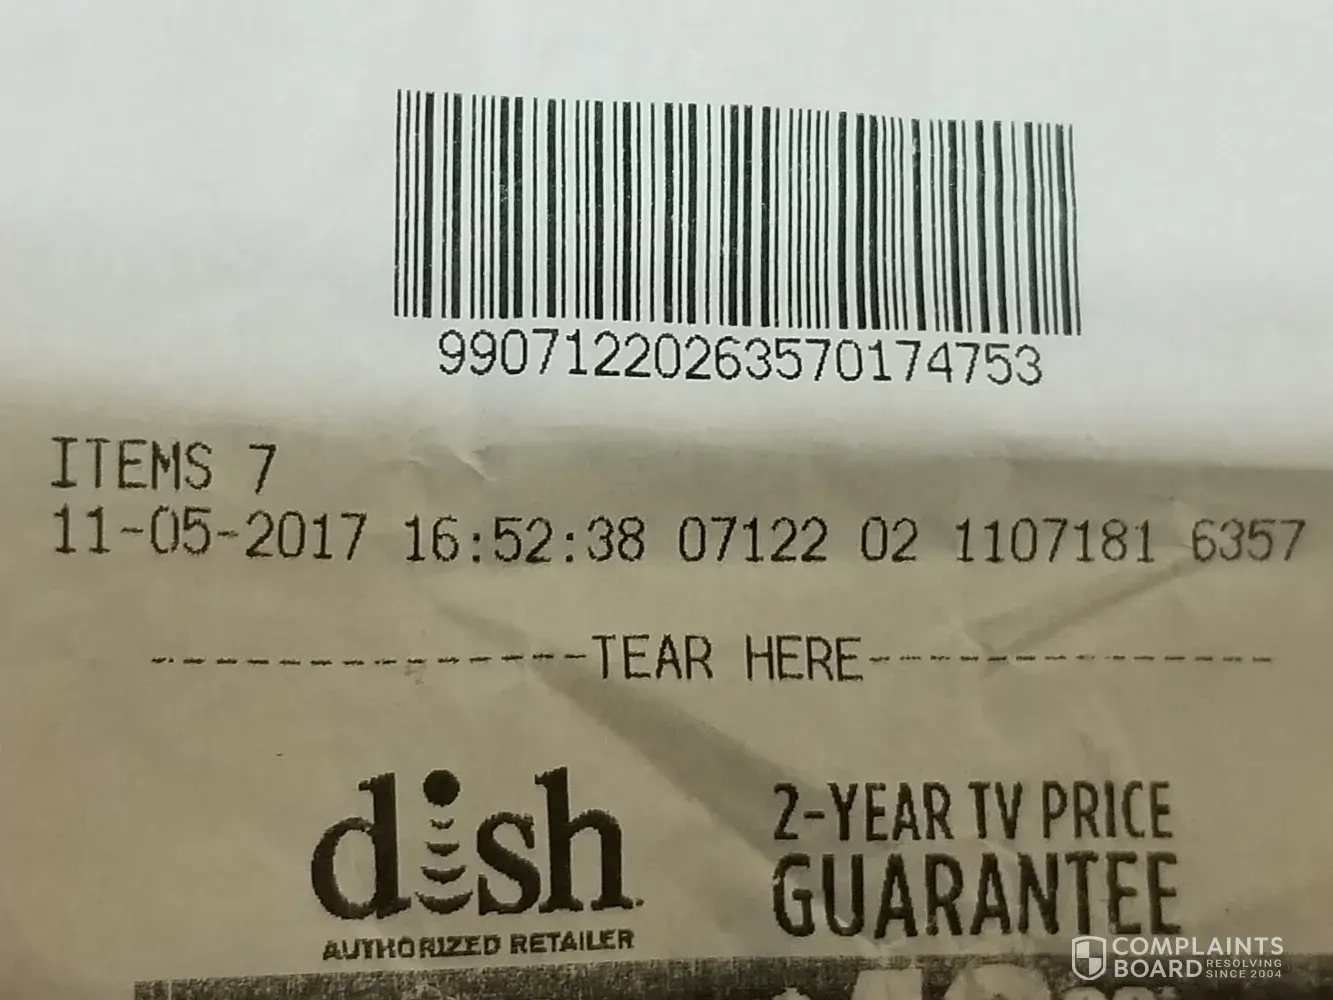 99071220263570174753
ITEMS 7
11-05-2017 16:52:38 07122 02 1107181 6357
----------------TEAR HERE---------------
dish
AUTHORIZED RETAILER
2-YEAR TV PRICE
GUARANTEE
COMPLAINTS
BOARD RESOLVING
SINCE 2004